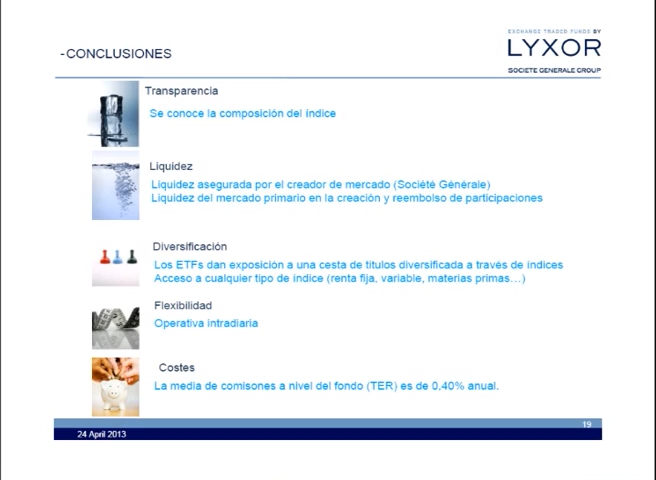 EXCHANGE TRADED FUNDS BY
LYXOR
SOCIETE GENERALE GROUP
-CONCLUSIONES
Transparencia
Se conoce la composición del índice
Liquidez
Liquidez asegurada por el creador de mercado (Société Générale)
Liquidez del mercado primario en la creación y reembolso de participaciones
Diversificación
Los ETFs dan exposición a una cesta de títulos diversificada a través de índices
Acceso a cualquier tipo de índice (renta fija, variable, materias primas…)
Flexibilidad
Operativa intradiaria
Costes
La media de comisones a nivel del fondo (TER) es de 0,40% anual.
19
24 April 2013